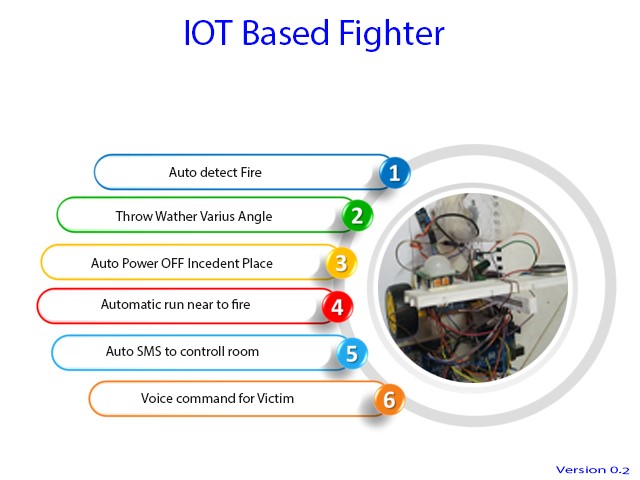 IOT Based Fighter
Auto detect Fire
1
Throw Wather Varius Angle
2
Auto Power OFF Incedent Place
3
Automatic run near to fire
4
Auto SMS to controll room
5
Voice command for Victim
6
Version 0.2